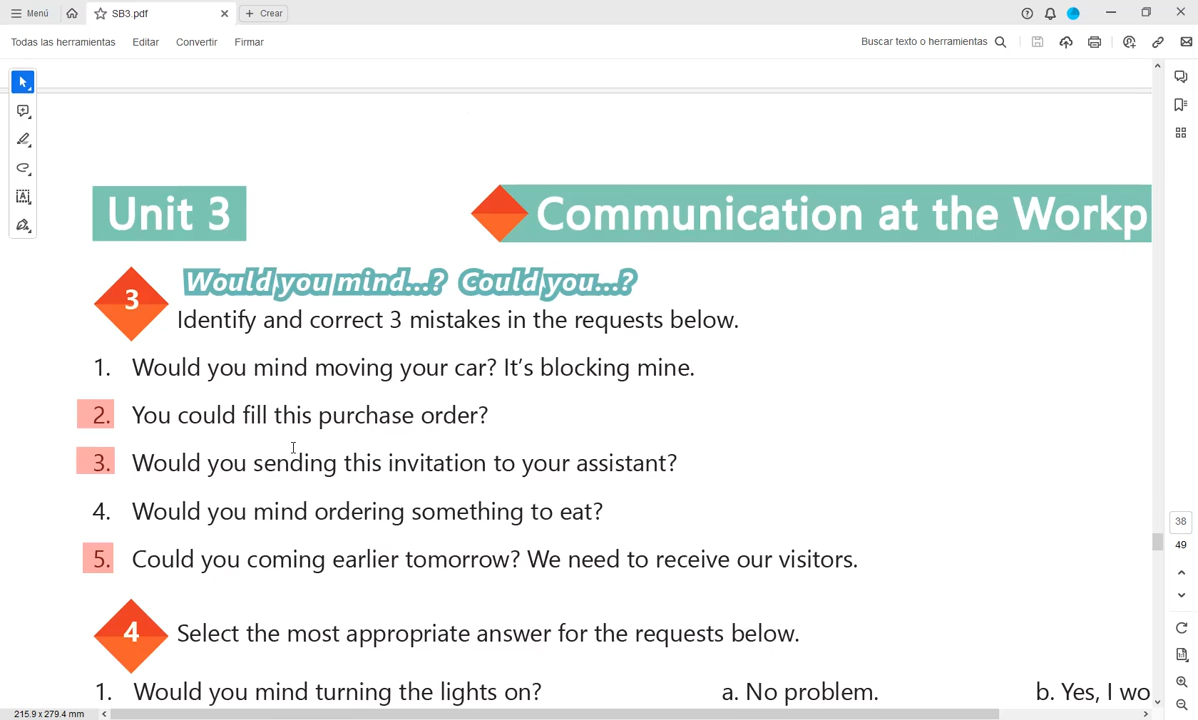 Menú
SB3.pdf
Crear
Todas las herramientas Editar Convertir Firmar
Buscar texto o herramientas
Unit 3
Communication at the Workp
Would you mind...? Could you...?
3
Identify and correct 3 mistakes in the requests below.
1. Would you mind moving your car? It's blocking mine.
2. You could fill this purchase order?
3. Would you sending this invitation to your assistant?
4. Would you mind ordering something to eat?
5. Could you coming earlier tomorrow? We need to receive our visitors.
4
Select the most appropriate answer for the requests below.
1. Would you mind turning the lights on? a. No problem. b. Yes, I wo
38
49
215.9 x 279.4 mm